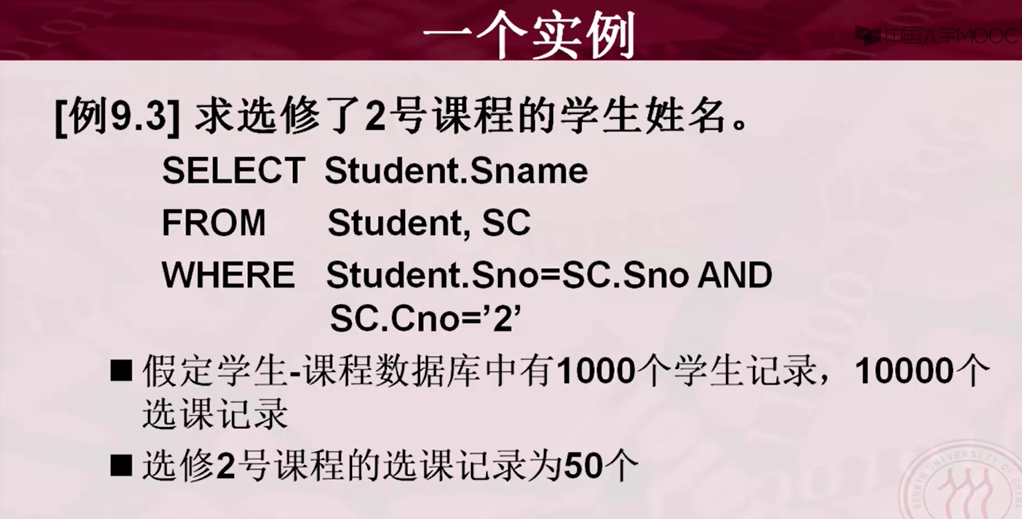 一个实例
中国大学MOOC
[例9.3] 求选修了2号课程的学生姓名。
SELECT Student.Sname
FROM Student, SC
WHERE Student.Sno=SC.Sno AND
SC.Cno=’2’
■ 假定学生-课程数据库中有1000个学生记录，10000个
选课记录
■ 选修2号课程的选课记录为50个